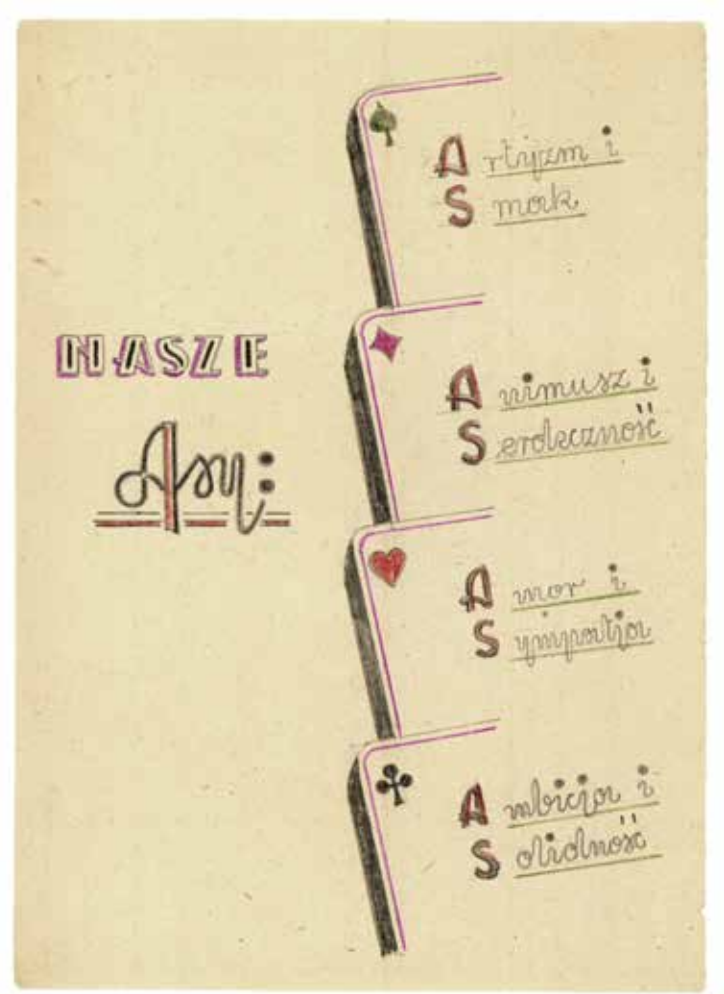 NASZE
Asy:
Artyzm i
Smak
Animusz i
Serdeczność
Amor i
Sympatja
Ambicja i
Solidność